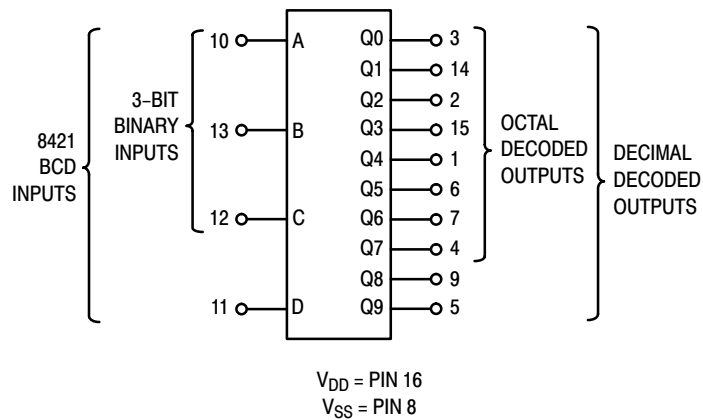 8421
BCD
INPUTS
3–BIT
BINARY
INPUTS
10
13
12
11
A
B
C
D
Q0
Q1
Q2
Q3
Q4
Q5
Q6
Q7
Q8
Q9
3
14
2
15
1
6
7
4
9
5
OCTAL
DECODED
OUTPUTS
DECIMAL
DECODED
OUTPUTS
VDD = PIN 16
VSS = PIN 8